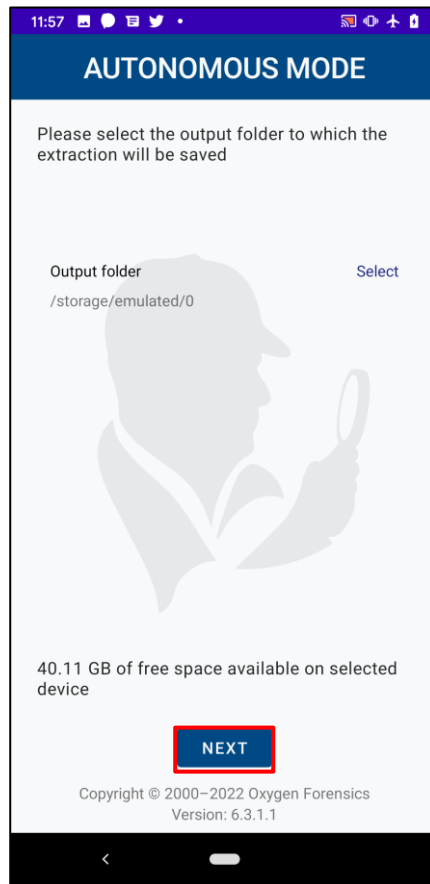 11:57
AUTONOMOUS MODE
Please select the output folder to which the
extraction will be saved
Output folder Select
/storage/emulated/0
40.11 GB of free space available on selected
device
NEXT
Copyright © 2000–2022 Oxygen Forensics
Version: 6.3.1.1